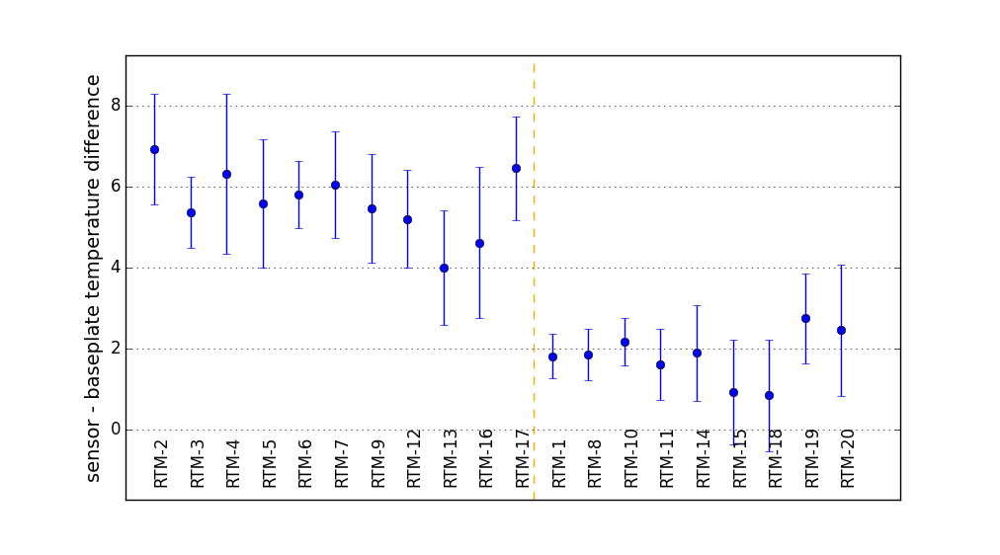 sensor - baseplate temperature difference
8
6
4
2
0
RTM-2
RTM-3
RTM-4
RTM-5
RTM-6
RTM-7
RTM-9
RTM-12
RTM-13
RTM-16
RTM-17
RTM-1
RTM-8
RTM-10
RTM-11
RTM-14
RTM-15
RTM-18
RTM-19
RTM-20